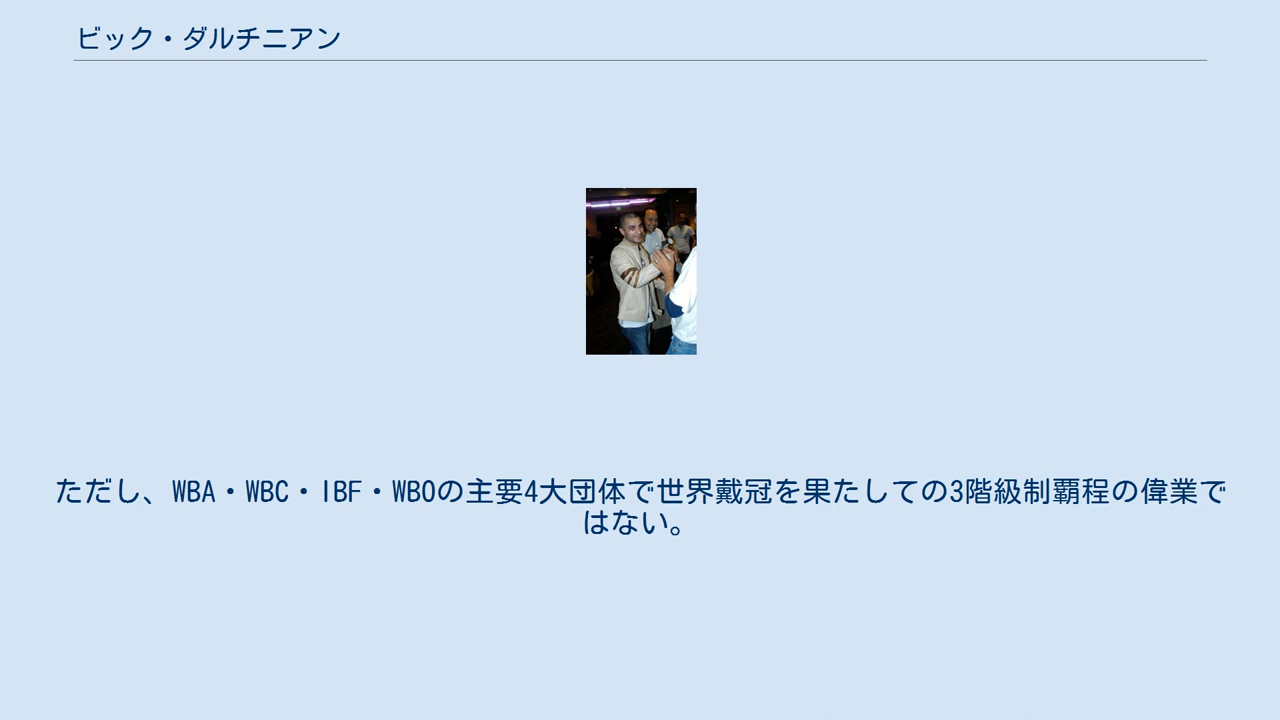 ビック・ダルチニアン
ただし、WBA・WBC・IBF・WBOの主要4大団体で世界戴冠を果たしての3階級制覇程の偉業で
はない。